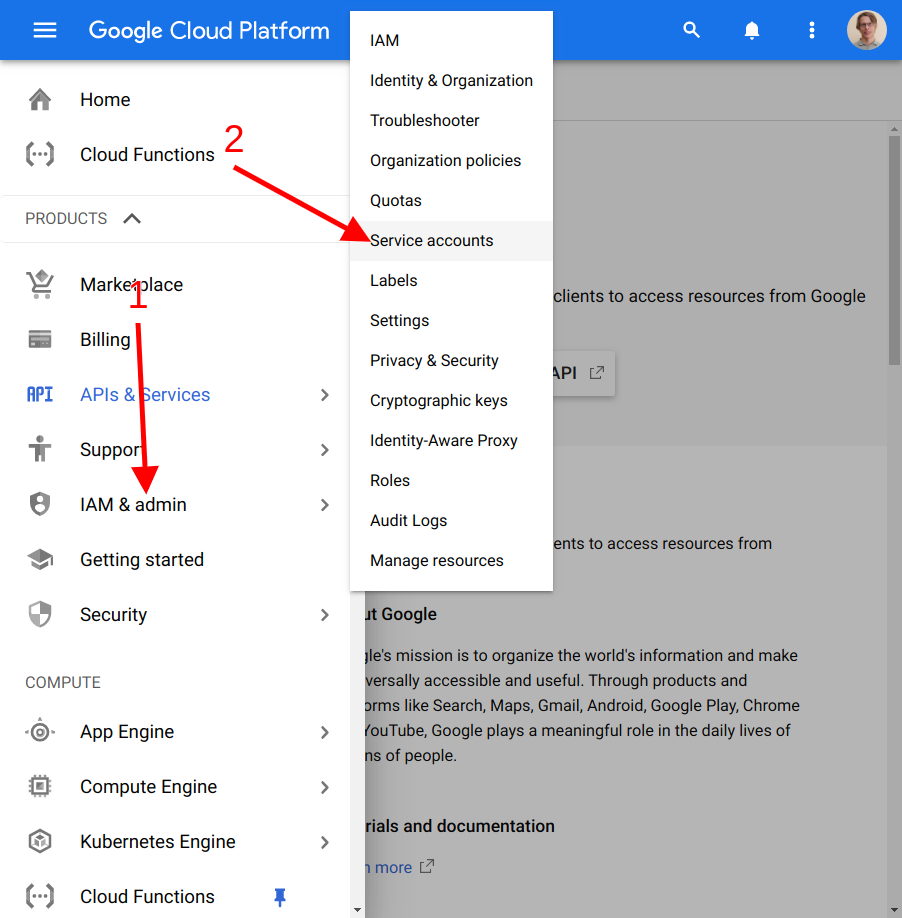 Google Cloud Platform
Home
Cloud Functions
2
PRODUCTS
Marketplace
1
Billing
API APIs & Services
Support
IAM & admin
Getting started
Security
COMPUTE
App Engine
Compute Engine
Kubernetes Engine
Cloud Functions
IAM
Identity & Organization
Troubleshooter
Organization policies
Quotas
Service accounts
Labels
Settings
Privacy & Security
Cryptographic keys
Identity-Aware Proxy
Roles
Audit Logs
Manage resources
clients to access resources from Google
API
ents to access resources from
ut Google
gle's mission is to organize the world's information and make
versally accessible and useful. Through products and
orms like Search, Maps, Gmail, Android, Google Play, Chrome
YouTube, Google plays a meaningful role in the daily lives of
ns of people.
rials and documentation
n more